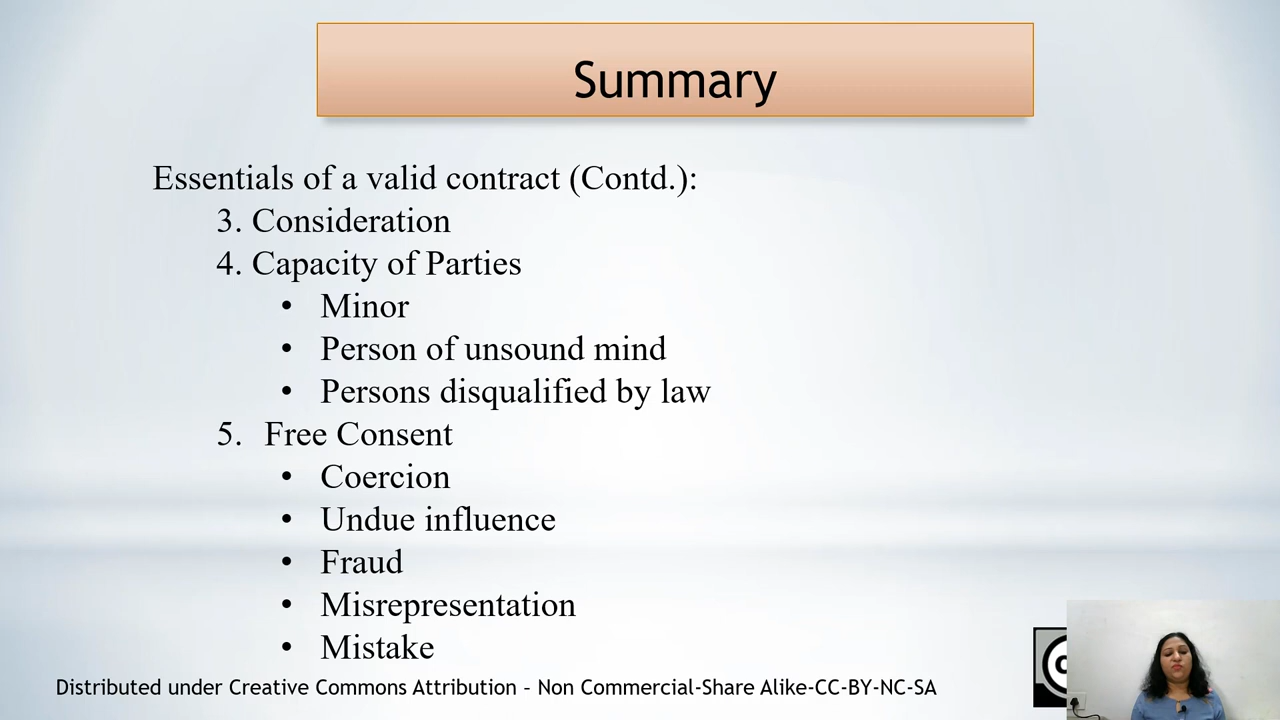 Summary
Essentials of a valid contract (Contd.):
3. Consideration
4. Capacity of Parties
• Minor
• Person of unsound mind
• Persons disqualified by law
5. Free Consent
• Coercion
• Undue influence
• Fraud
• Misrepresentation
• Mistake
Distributed under Creative Commons Attribution – Non Commercial-Share Alike-CC-BY-NC-SA